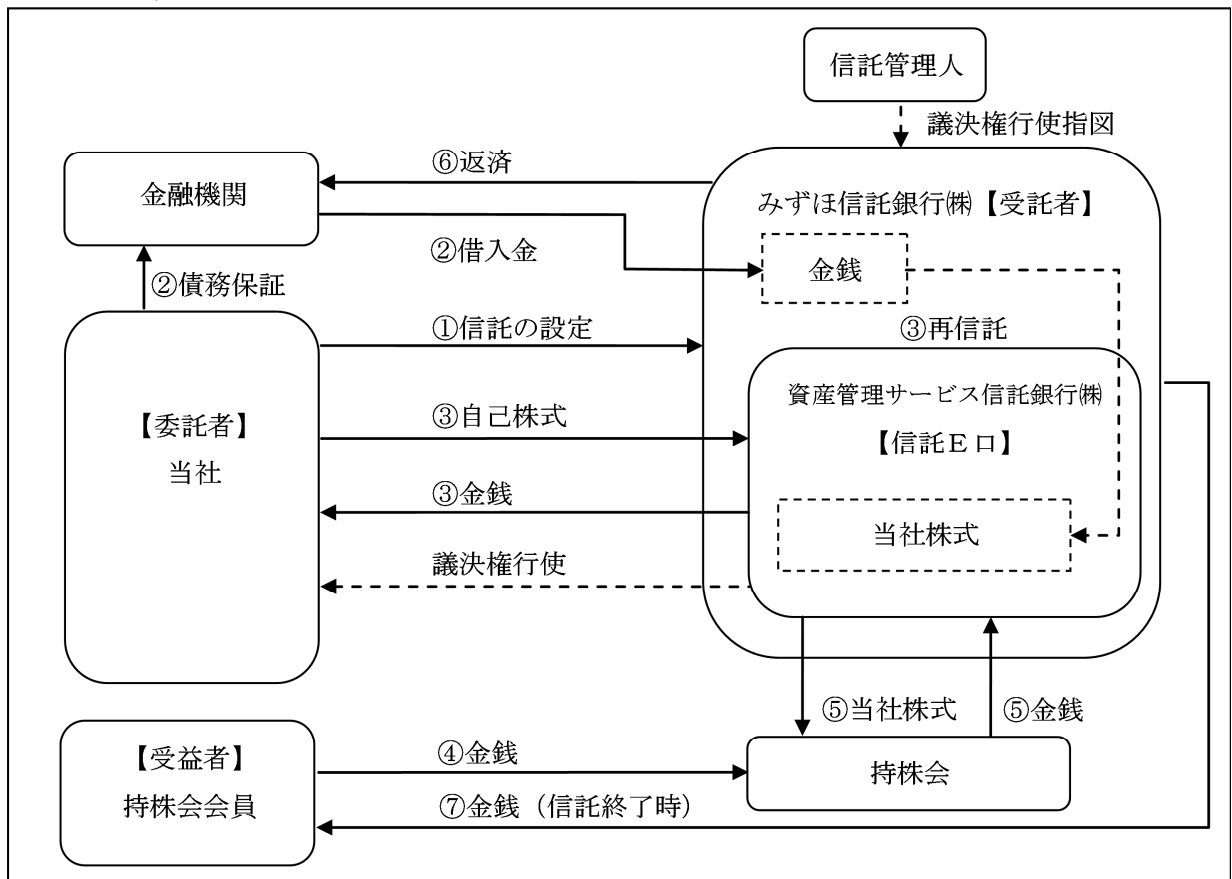 信託管理人
議決権行使指図
⑥返済
金融機関
みずほ信託銀行㈱【受託者】
②借入金
金銭
②債務保証
①信託の設定
③再信託
資産管理サービス信託銀行㈱
【信託Ｅ口】
③自己株式
【委託者】
当社
③金銭
当社株式
議決権行使
⑤当社株式
⑤金銭
【受益者】
持株会会員
④金銭
持株会
⑦金銭（信託終了時）